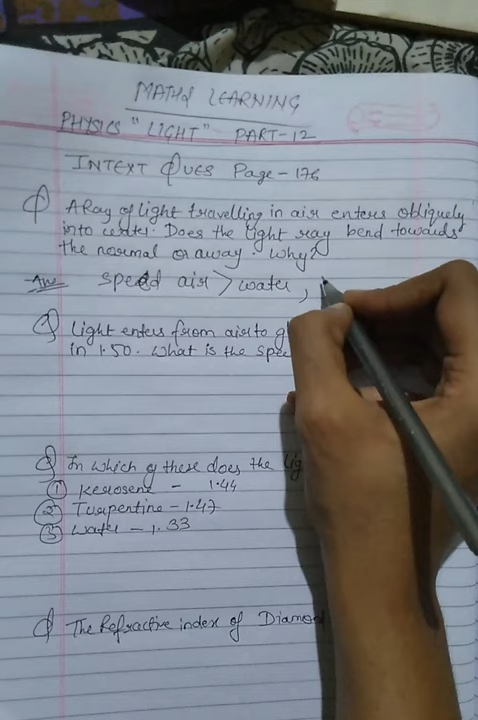 MATHS LEARNING
PHYSICS "LIGHT" PART-12
INTEXT QUES Page-176
Q A Ray of light travelling in air enters obliquely
into water. Does the light ray bend towards
the normal or away. Why?
Ans speed air > water,
Q Light enters from air to g
in 1.50. What is the spee
Q In which of these does the lig
① Kerosene - 1.44
② Turpentine - 1.47
③ Water - 1.33
Q The Refractive index of Diamon